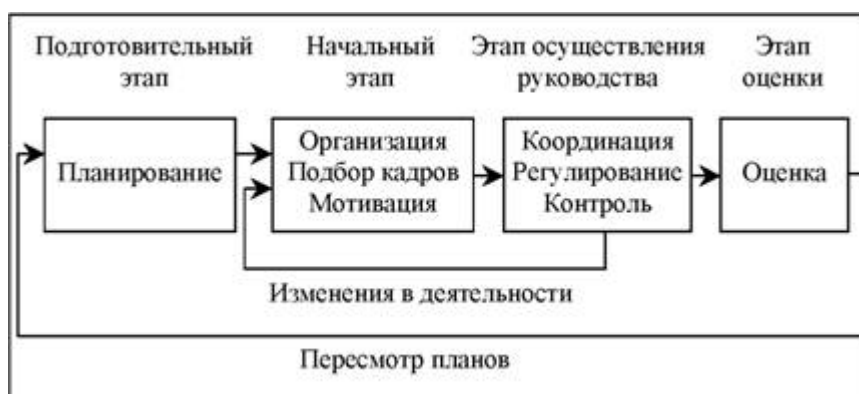 Подготовительный
этап
Начальный
этап
Этап осуществления
руководства
Этап
оценки
Планирование
Организация
Подбор кадров
Мотивация
Координация
Регулирование
Контроль
Оценка
Изменения в деятельности
Пересмотр планов